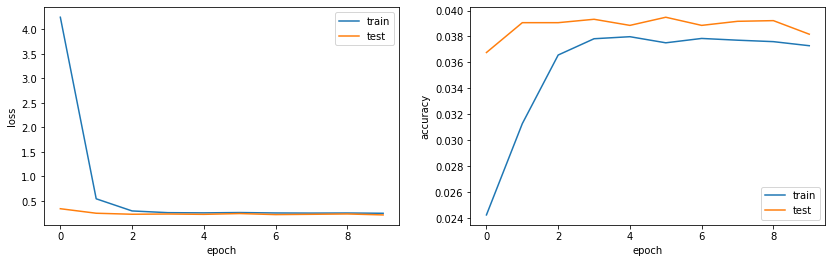 4.0
3.5
3.0
2.5
2.0
1.5
1.0
0.5
loss
0 2 4 6 8
epoch
train
test
0.040
0.038
0.036
0.034
0.032
0.030
0.028
0.026
0.024
accuracy
0 2 4 6 8
epoch
train
test